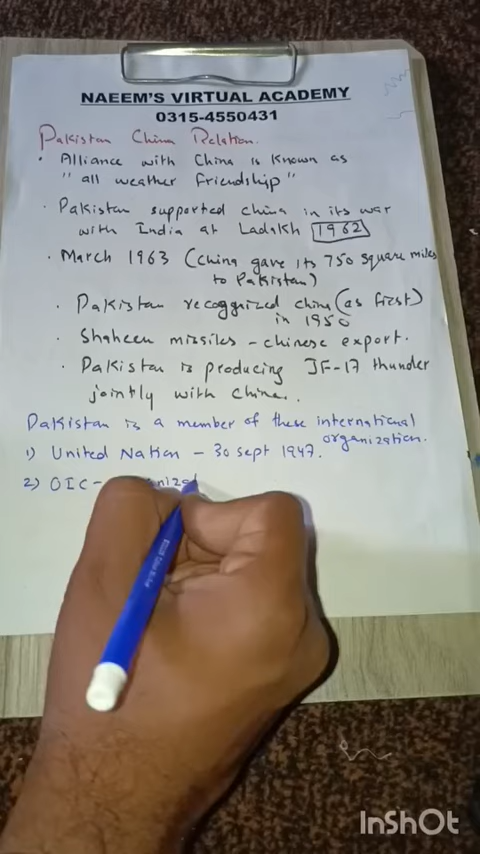 NAEEM'S VIRTUAL ACADEMY
0315-4550431
Pakistan China Relation.
• Alliance with China is known as
"all weather friendship"
• Pakistan supported china in its war
with India at Ladakh 1962
• March 1963 (China gave its 750 square miles
to Pakistan)
• Pakistan recognized china (as first)
in 1950
• Shaheen missiles - chinese export.
• Pakistan is producing JF-17 thunder
jointly with China..
Pakistan is a member of these international
organization.
1) United Nation - 30 sept 1947.
2) OIC -
InShOt